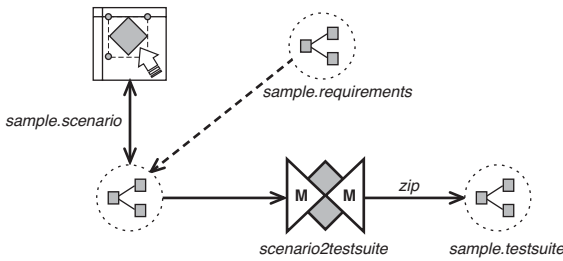 sample.requirements
sample.scenario
M M
zip
scenario2testsuite
sample.testsuite